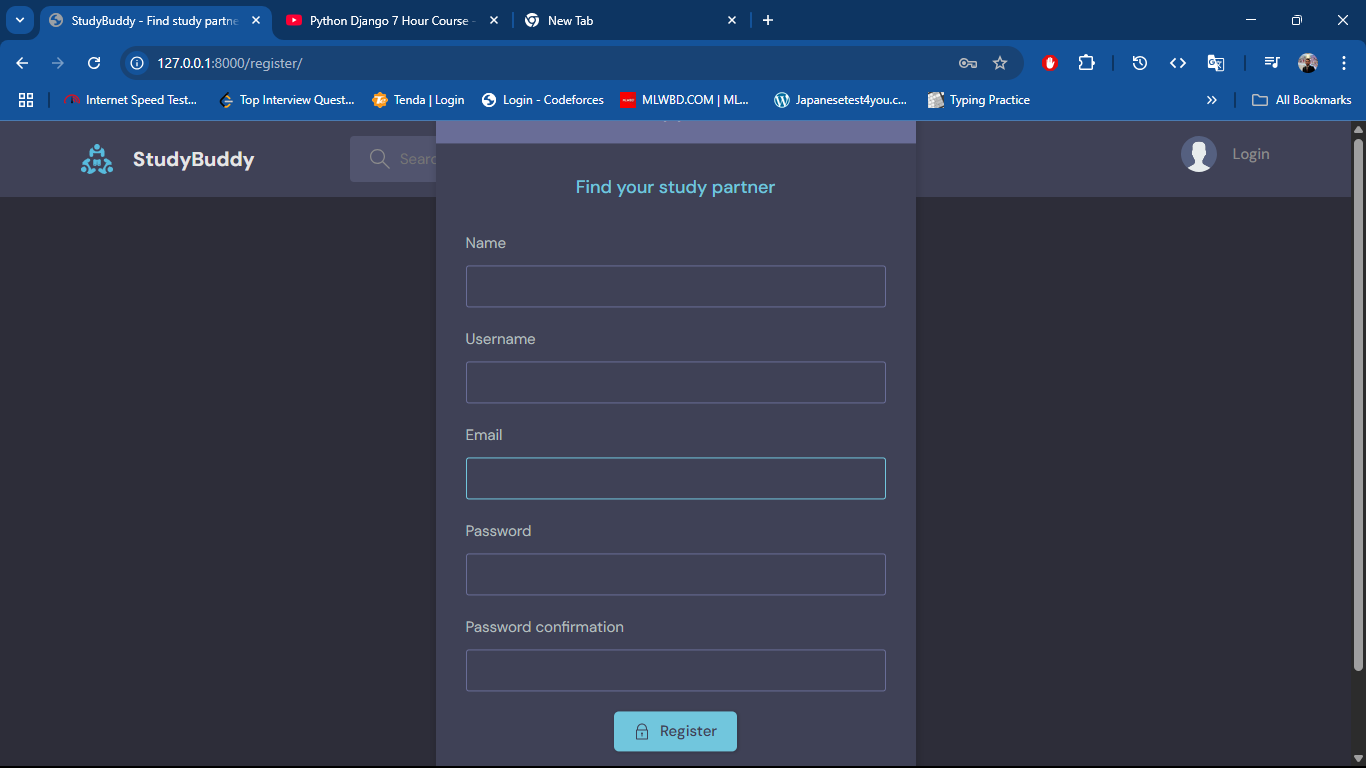 StudyBuddy - Find study partne
Python Django 7 Hour Course -
New Tab
127.0.0.1:8000/register/
Internet Speed Test...
Top Interview Quest...
Tenda | Login
Login - Codeforces
MLWBD.COM | ML...
Japanesetest4you.c...
Typing Practice
»
All Bookmarks
StudyBuddy
Searc
Login
Find your study partner
Name
Username
Email
Password
Password confirmation
Register